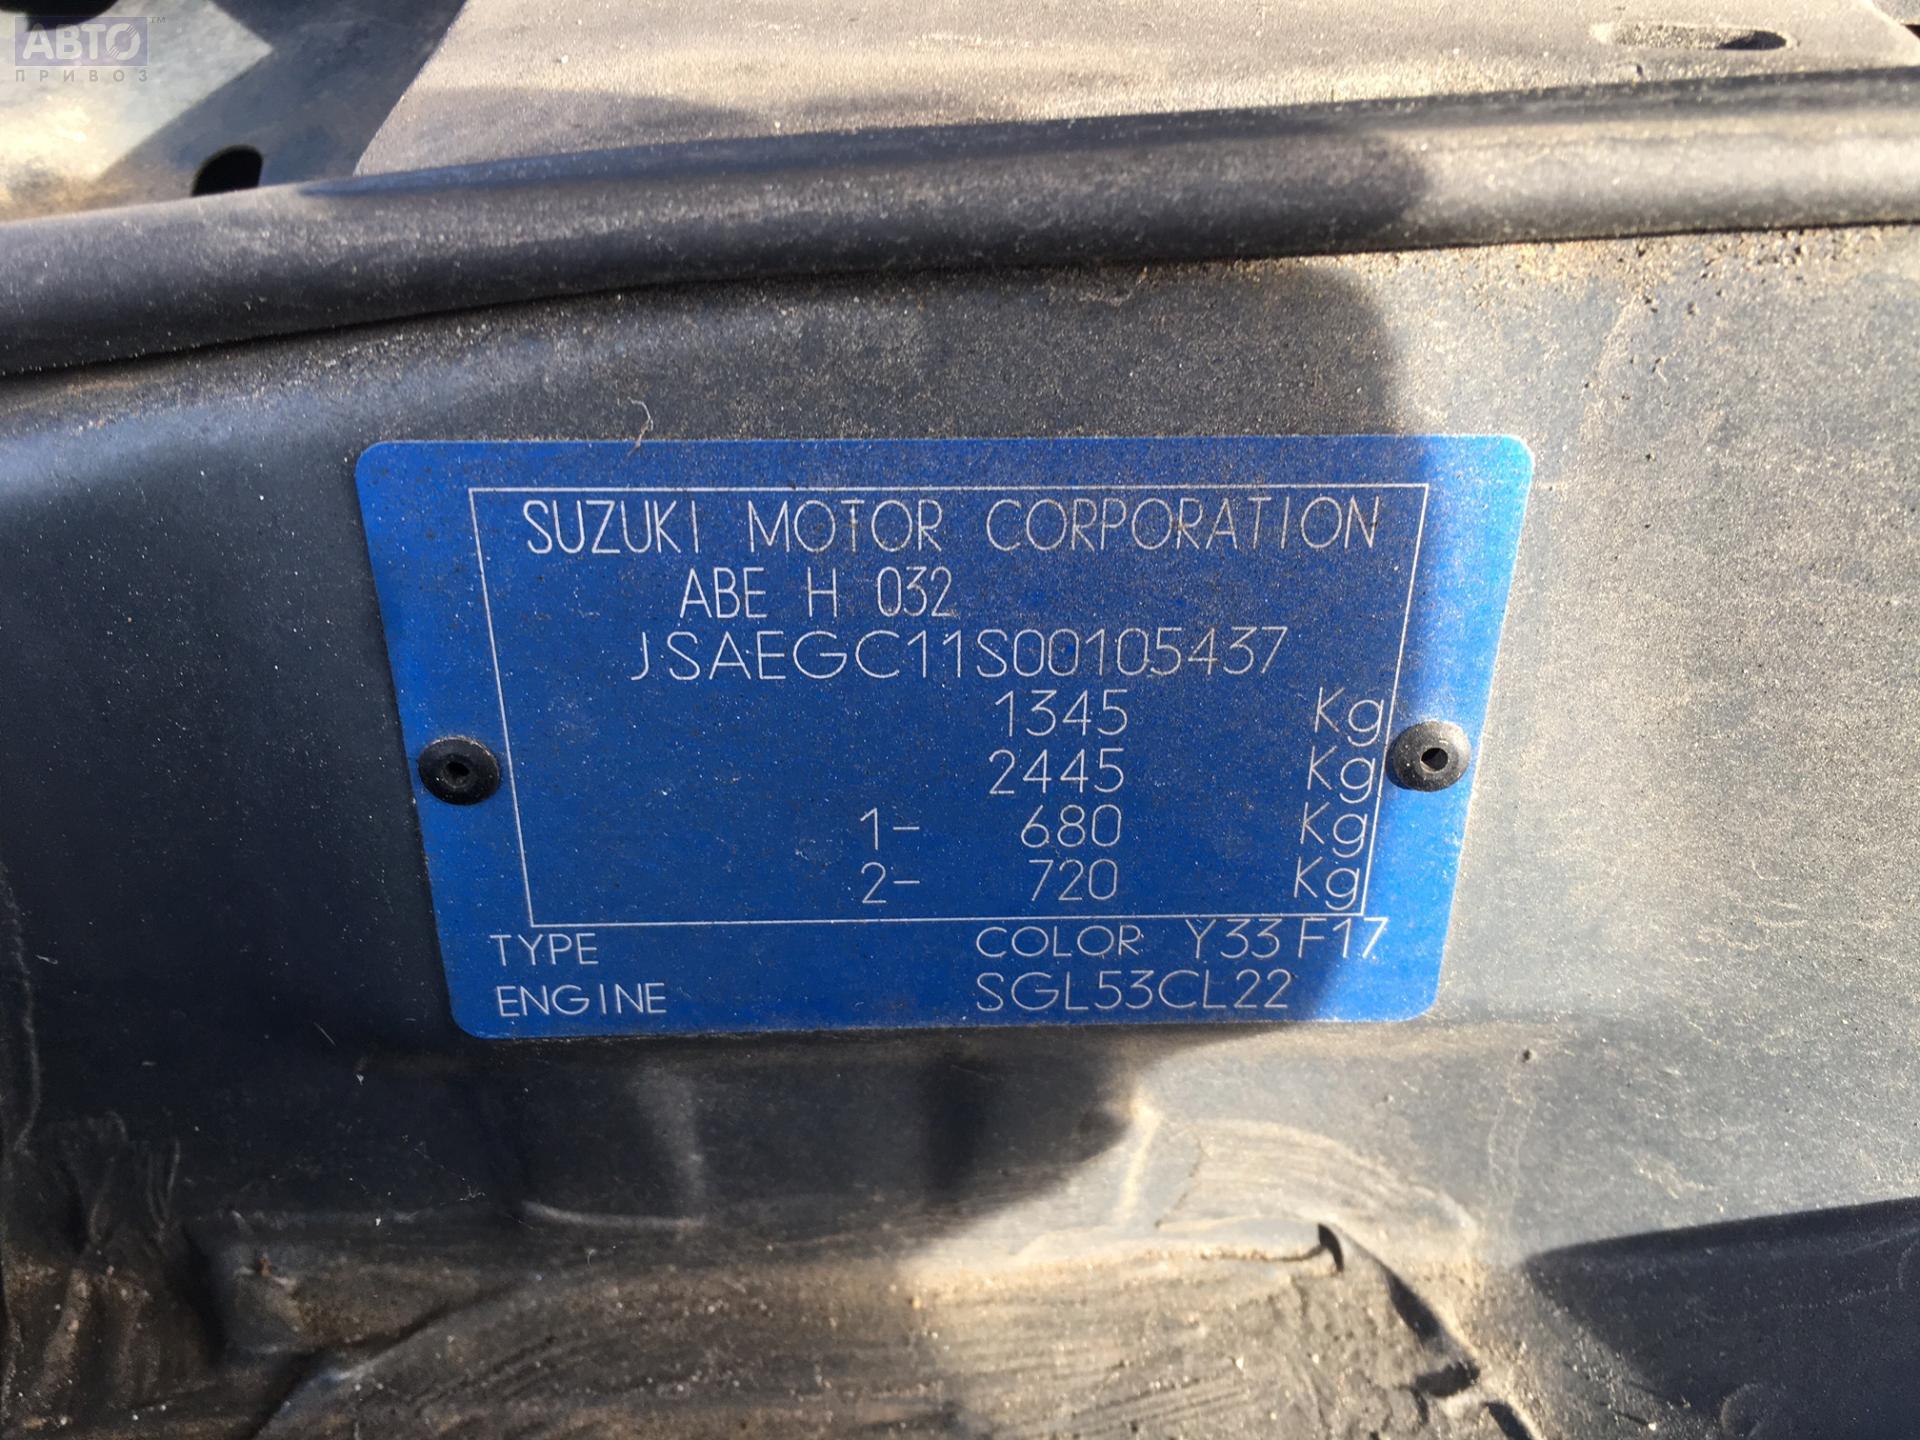 АВТО™
ПРИВОЗ
SUZUKI MOTOR CORPORATION
ABE H 032
JSAEGC11S00105437
1345 Kg
2445 Kg
1- 680 Kg
2- 720 Kg
TYPE COLOR Y33 F17
ENGINE SGL53CL22